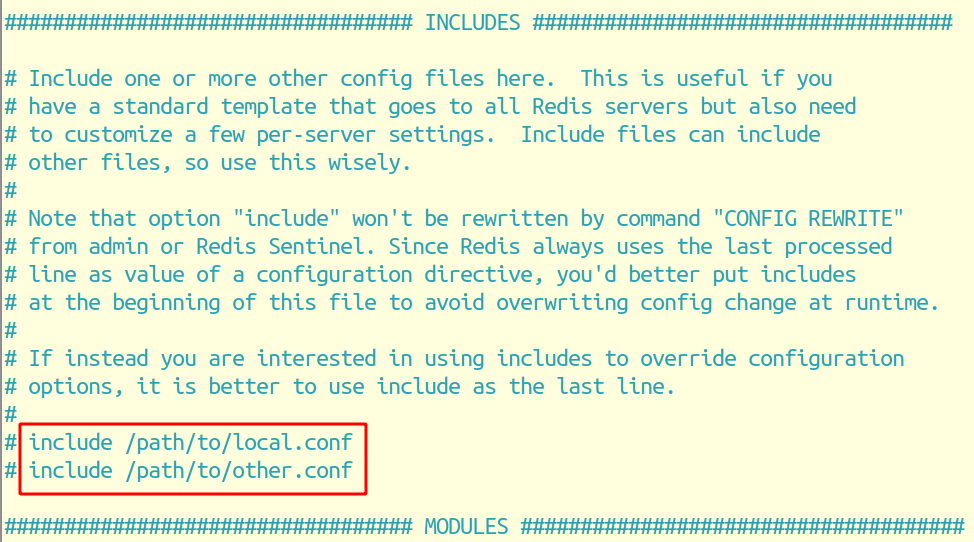 ################################## INCLUDES ###################################

# Include one or more other config files here.  This is useful if you
# have a standard template that goes to all Redis servers but also need
# to customize a few per-server settings.  Include files can include
# other files, so use this wisely.
#
# Note that option "include" won't be rewritten by command "CONFIG REWRITE"
# from admin or Redis Sentinel. Since Redis always uses the last processed
# line as value of a configuration directive, you'd better put includes
# at the beginning of this file to avoid overwriting config change at runtime.
#
# If instead you are interested in using includes to override configuration
# options, it is better to use include as the last line.
#
# include /path/to/local.conf
# include /path/to/other.conf

################################## MODULES #####################################